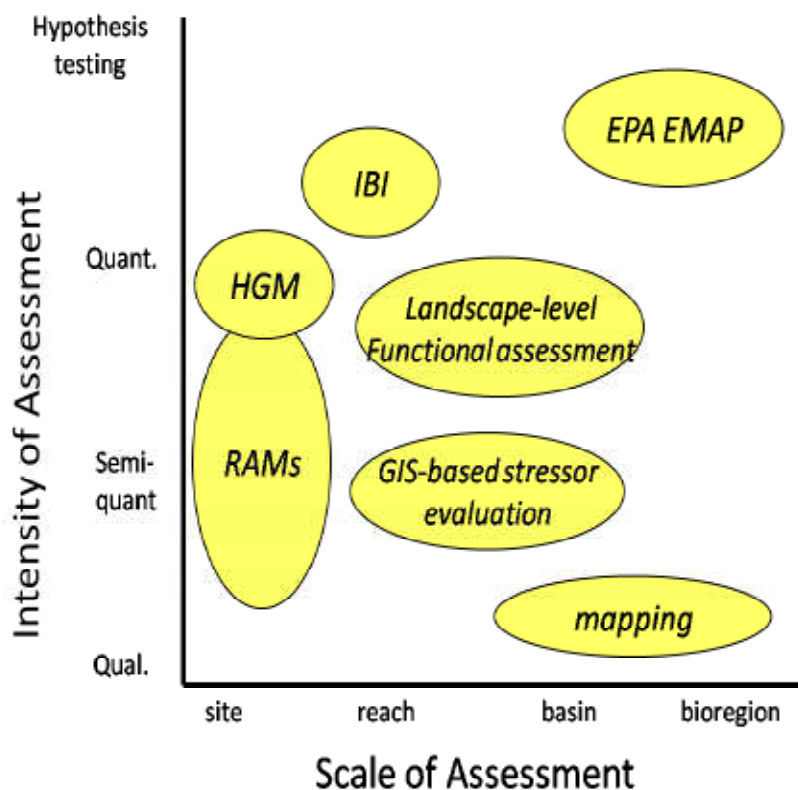 Hypothesis
testing
EPA EMAP
IBI
Quant.
HGM
Landscape-level
Functional assessment
Intensity of Assessment
Semi-
quant
RAMs
GIS-based stressor
evaluation
mapping
Qual.
site reach basin bioregion
Scale of Assessment